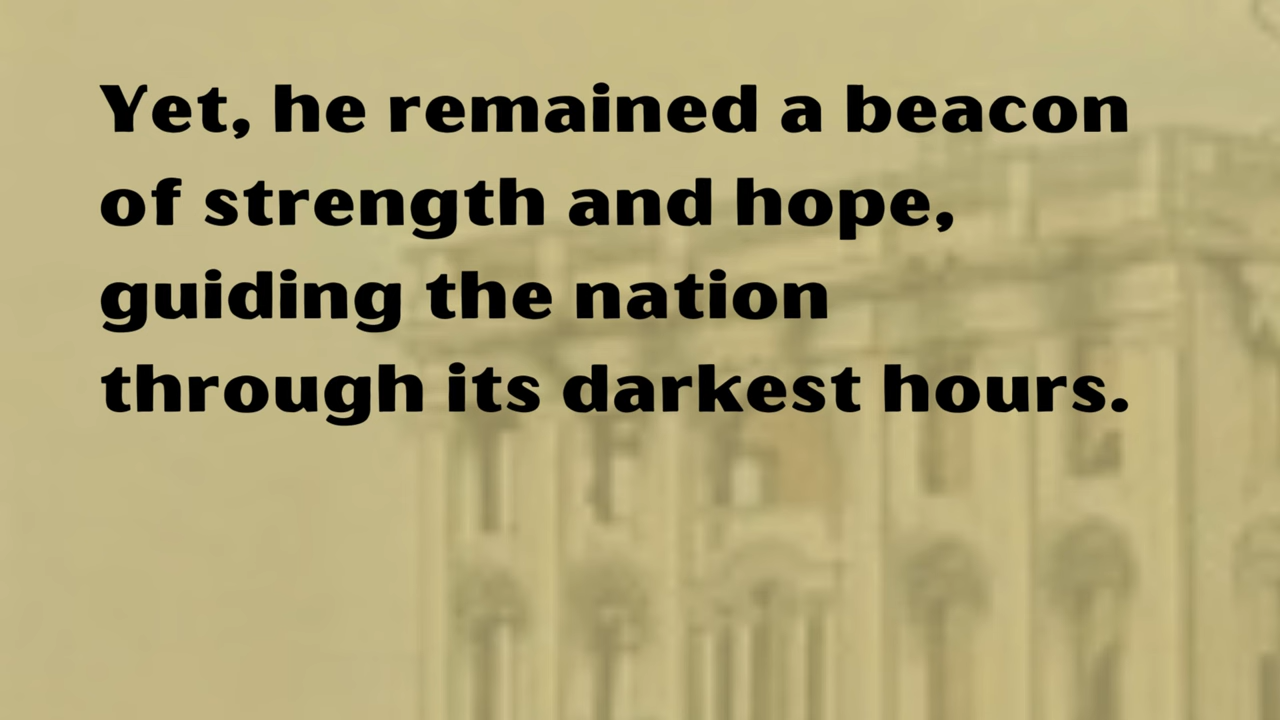 Yet, he remained a beacon
of strength and hope,
guiding the nation
through its darkest hours.